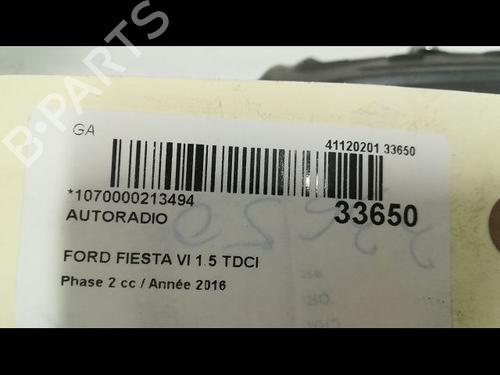 B-PARTS
GA
41120201 33650
*1070000213494
AUTORADIO
33650
FORD FIESTA VI 1.5 TDCI
Phase 2 cc / Année 2016